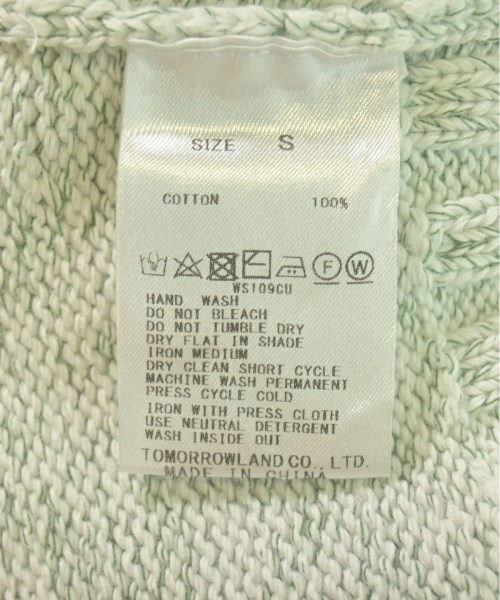 SIZE S
COTTON 100%
F W
WS109CU
HAND WASH
DO NOT BLEACH
DO NOT TUMBLE DRY
DRY FLAT IN SHADE
IRON MEDIUM
DRY CLEAN SHORT CYCLE
MACHINE WASH PERMANENT
PRESS CYCLE COLD
IRON WITH PRESS CLOTH
USE NEUTRAL DETERGENT
WASH INSIDE OUT
TOMORROWLAND CO., LTD.
MADE IN CHINA